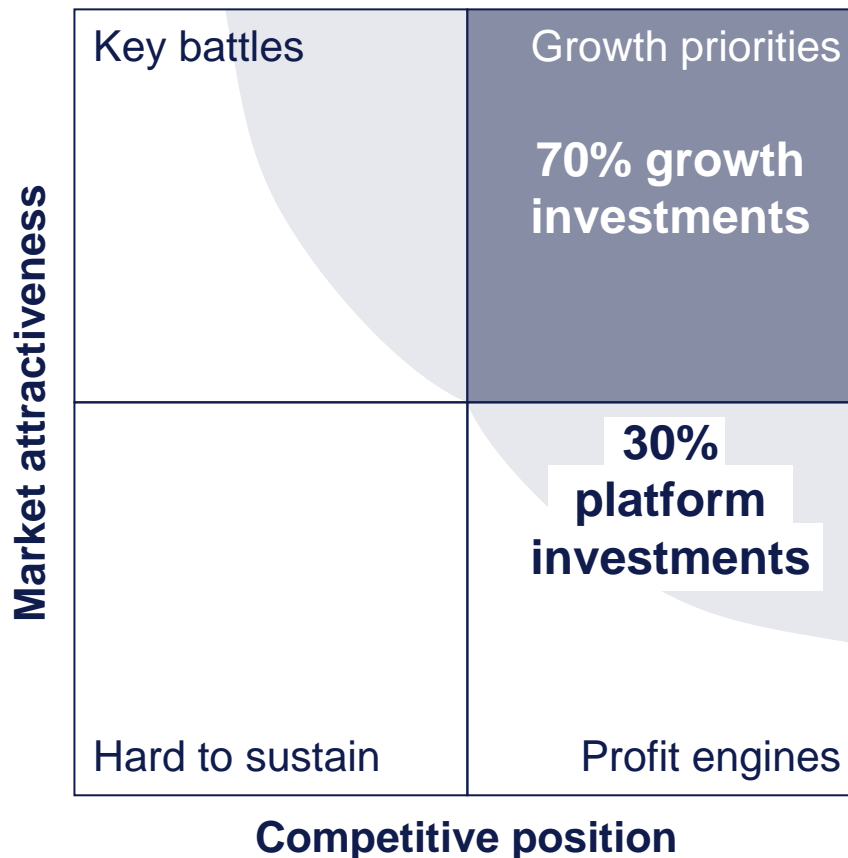 Key battles
Growth priorities
70% growth
investments
Market attractiveness
30%
platform
investments
Hard to sustain
Profit engines
Competitive position